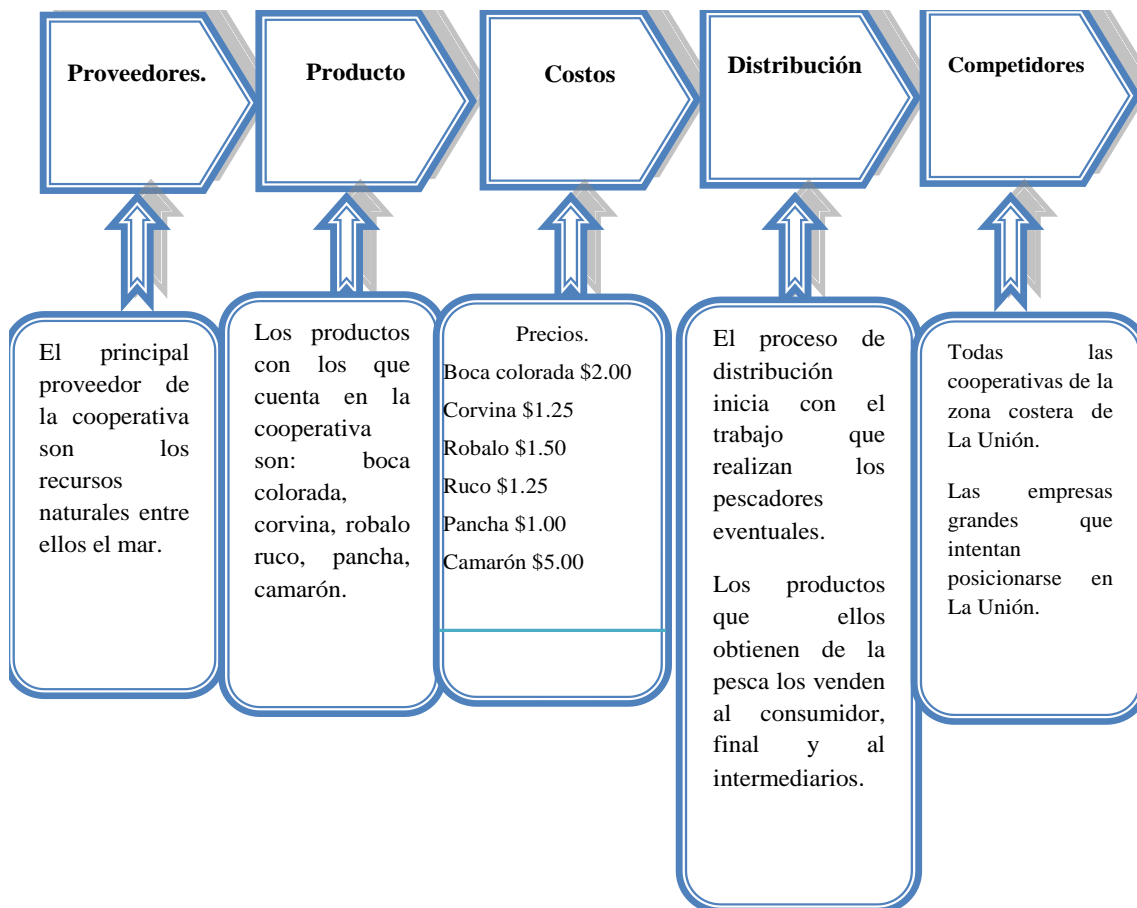 Proveedores.
Producto
Costos
Distribución
Competidores
El principal
proveedor de
la cooperativa
son los
recursos
naturales entre
ellos el mar.
Los productos
con los que
cuenta en la
cooperativa
son: boca
colorada,
corvina, robalo
ruco, pancha,
camarón.
Precios.
Boca colorada $2.00
Corvina $1.25
Robalo $1.50
Ruco $1.25
Pancha $1.00
Camarón $5.00
El proceso de
distribución
inicia con el
trabajo que
realizan los
pescadores
eventuales.
Los productos
que ellos
obtienen de la
pesca los venden
al consumidor,
final y al
intermediarios.
Todas las
cooperativas de la
zona costera de
La Unión.
Las empresas
grandes que
intentan
posicionarse en
La Unión.